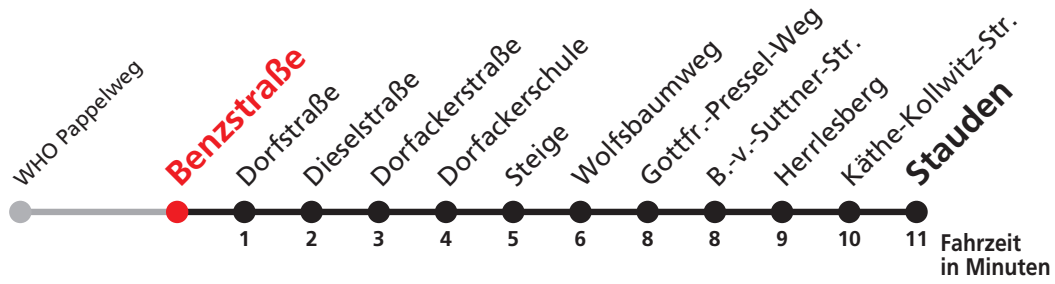 WHO Pappelweg
Benzstraße
Dorfstraße
Dieselstraße
Dorfackerstraße
Dorfackerschule
Steige
Wolfsbaumweg
Gottfr.-Pressel-Weg
B.-v.-Suttner-Str.
Herrlesberg
Käthe-Kollwitz-Str.
Stauden
1 2 3 4 5 6 8 8 9 10 11 Fahrzeit
in Minuten